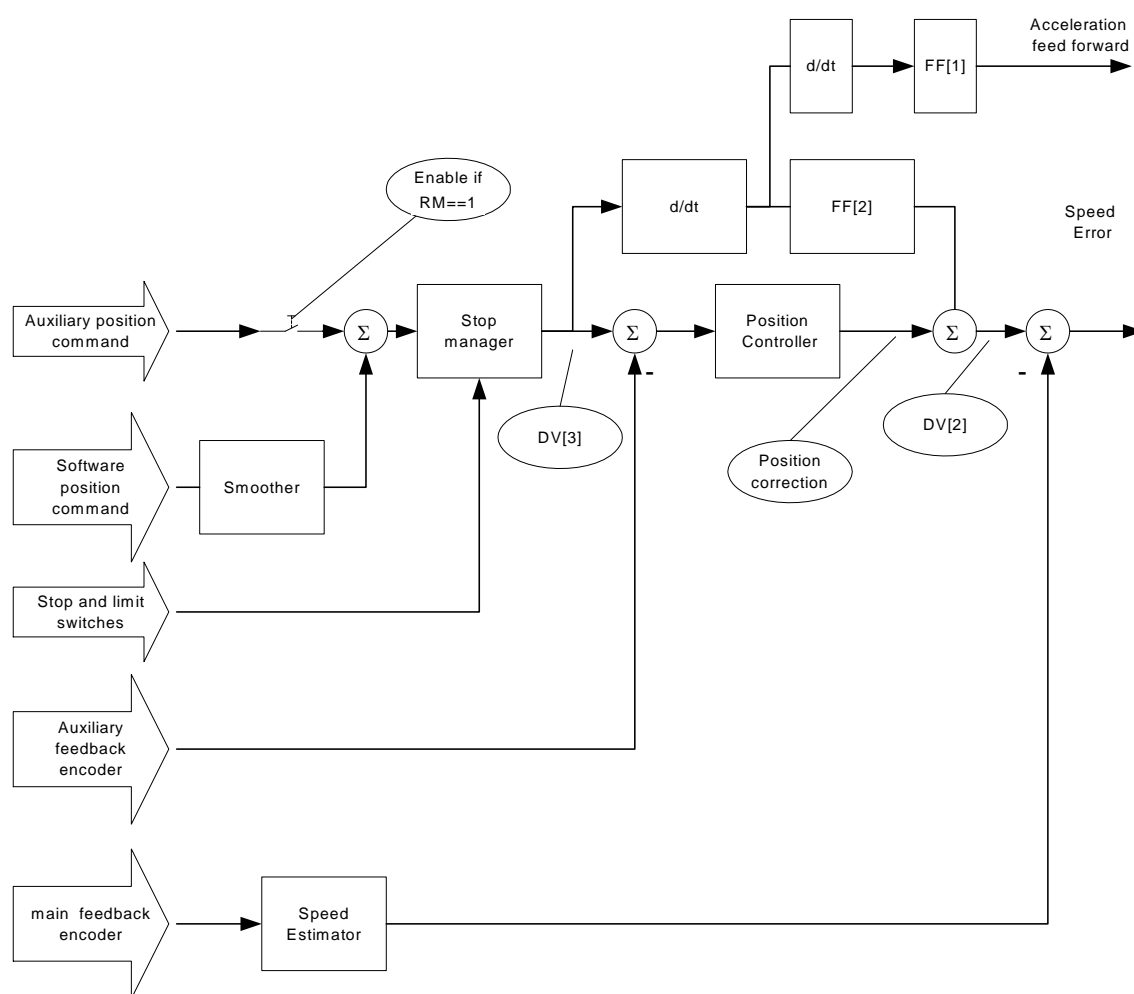 Acceleration
feed forward
d/dt
FF[1]
Enable if
RM==1
d/dt
FF[2]
Speed
Error
Auxiliary position
command
Σ
Stop
manager
Σ
-
Position
Controller
Σ
Σ
-
DV[3]
DV[2]
Position
correction
Software
position
command
Smoother
Stop and limit
switches
Auxiliary
feedback
encoder
main feedback
encoder
Speed
Estimator